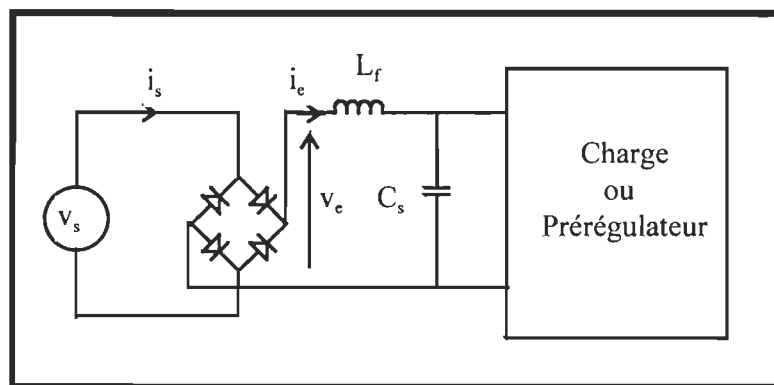 i_s
i_e
L_f
v_s
v_e
C_s
Charge
ou
Prérégulateur